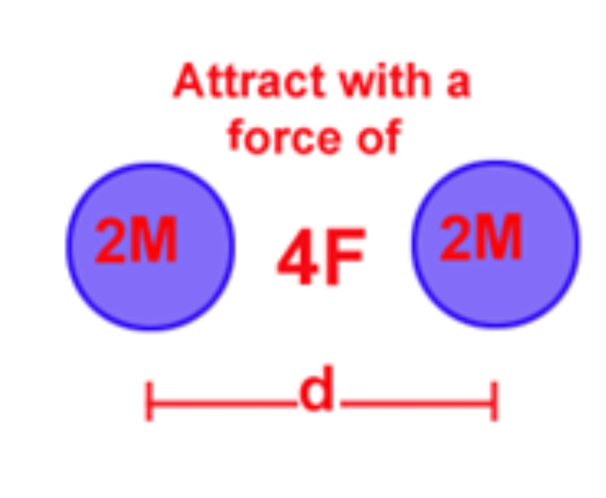 Attract with a
force of
2M
4F
2M
d